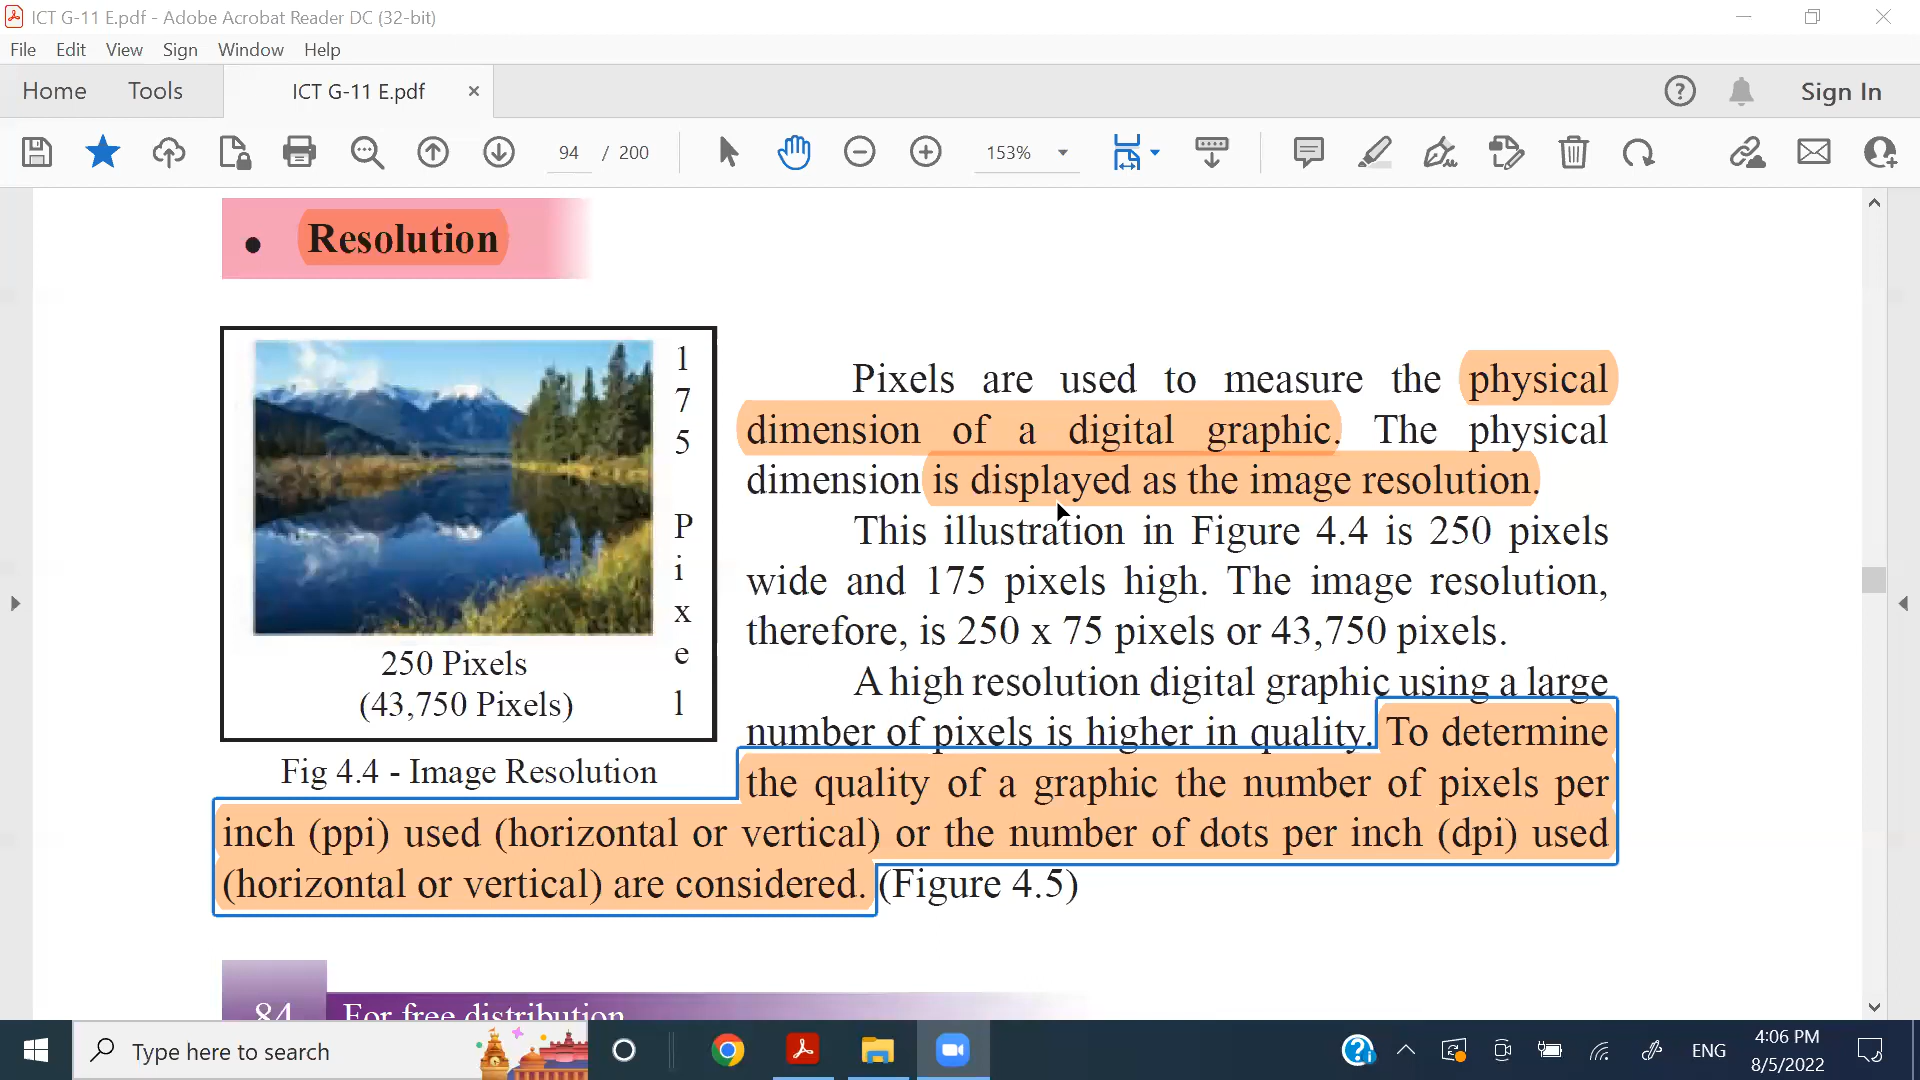 ICT G-11 E.pdf - Adobe Acrobat Reader DC (32-bit)
File Edit View Sign Window Help
Home Tools ICT G-11 E.pdf × Sign In
94 / 200 153%
• Resolution
1
7
5
P
i
x
e
l
250 Pixels
(43,750 Pixels)
Fig 4.4 - Image Resolution
Pixels are used to measure the physical
dimension of a digital graphic. The physical
dimension is displayed as the image resolution.
This illustration in Figure 4.4 is 250 pixels
wide and 175 pixels high. The image resolution,
therefore, is 250 x 75 pixels or 43,750 pixels.
A high resolution digital graphic using a large
number of pixels is higher in quality. To determine
the quality of a graphic the number of pixels per
inch (ppi) used (horizontal or vertical) or the number of dots per inch (dpi) used
(horizontal or vertical) are considered. (Figure 4.5)
84 For free distribution
Type here to search
ENG
4:06 PM
8/5/2022